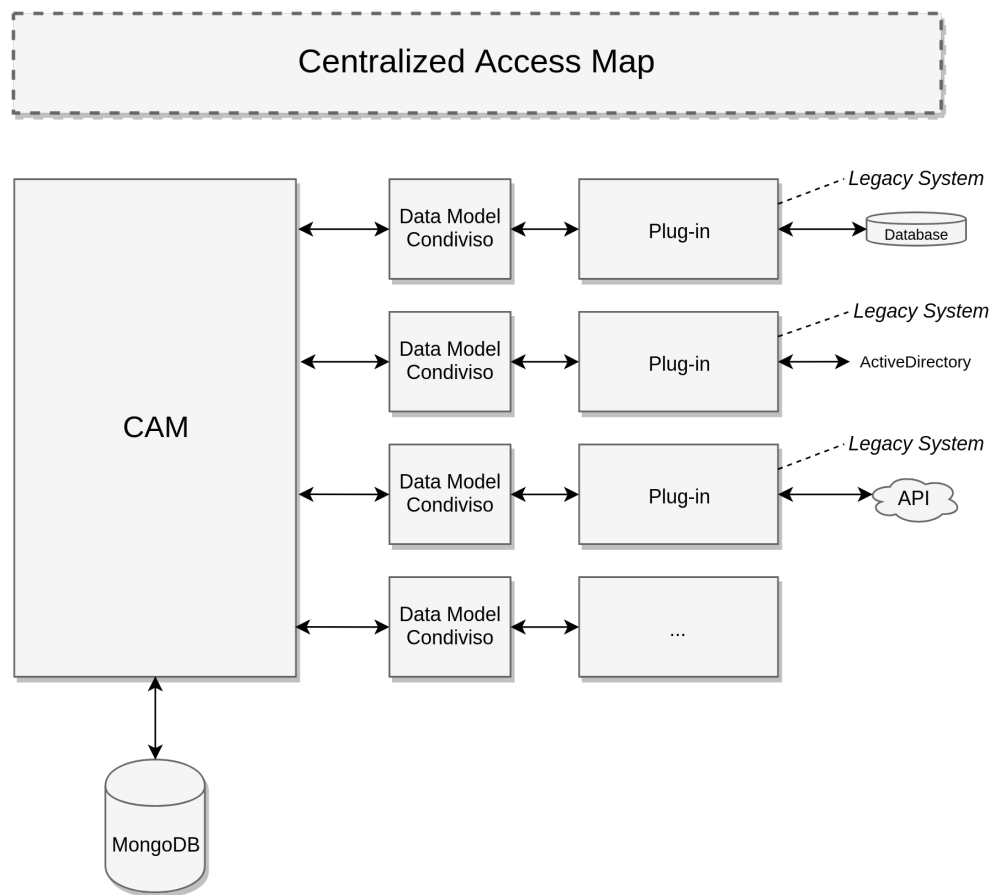 Centralized Access Map
CAM
Data Model
Condiviso
Plug-in
Legacy System
Database
Data Model
Condiviso
Plug-in
Legacy System
ActiveDirectory
Data Model
Condiviso
Plug-in
Legacy System
API
Data Model
Condiviso
...
MongoDB